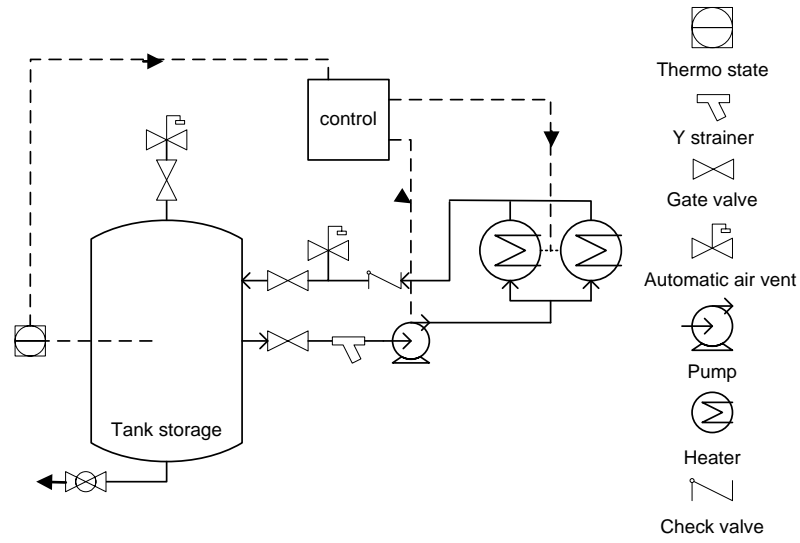 control
Tank storage
Thermo state
Y strainer
Gate valve
Automatic air vent
Pump
Heater
Check valve